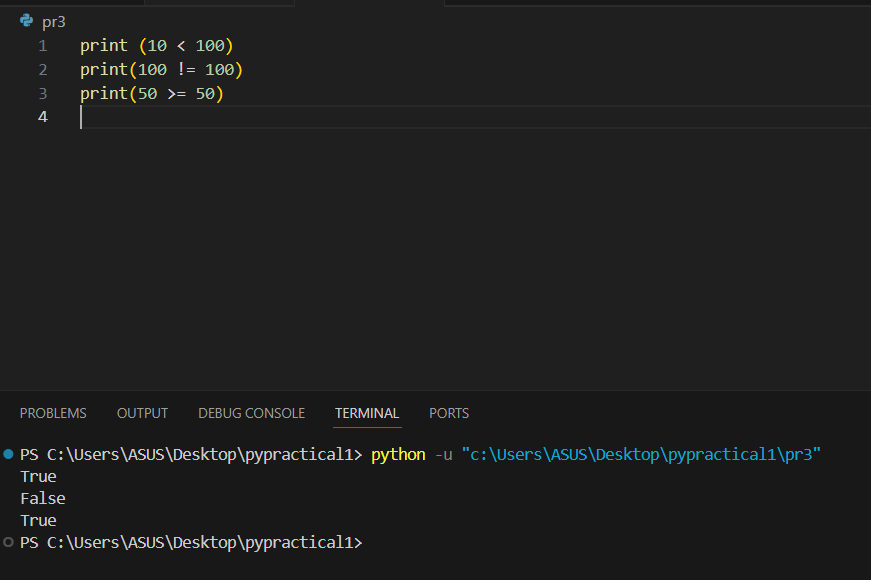 pr3
1 print (10 < 100)
2 print(100 != 100)
3 print(50 >= 50)
4
PROBLEMS OUTPUT DEBUG CONSOLE TERMINAL PORTS
PS C:\Users\ASUS\Desktop\pypractical1> python -u "c:\Users\ASUS\Desktop\pypractical1\pr3"
True
False
True
PS C:\Users\ASUS\Desktop\pypractical1>